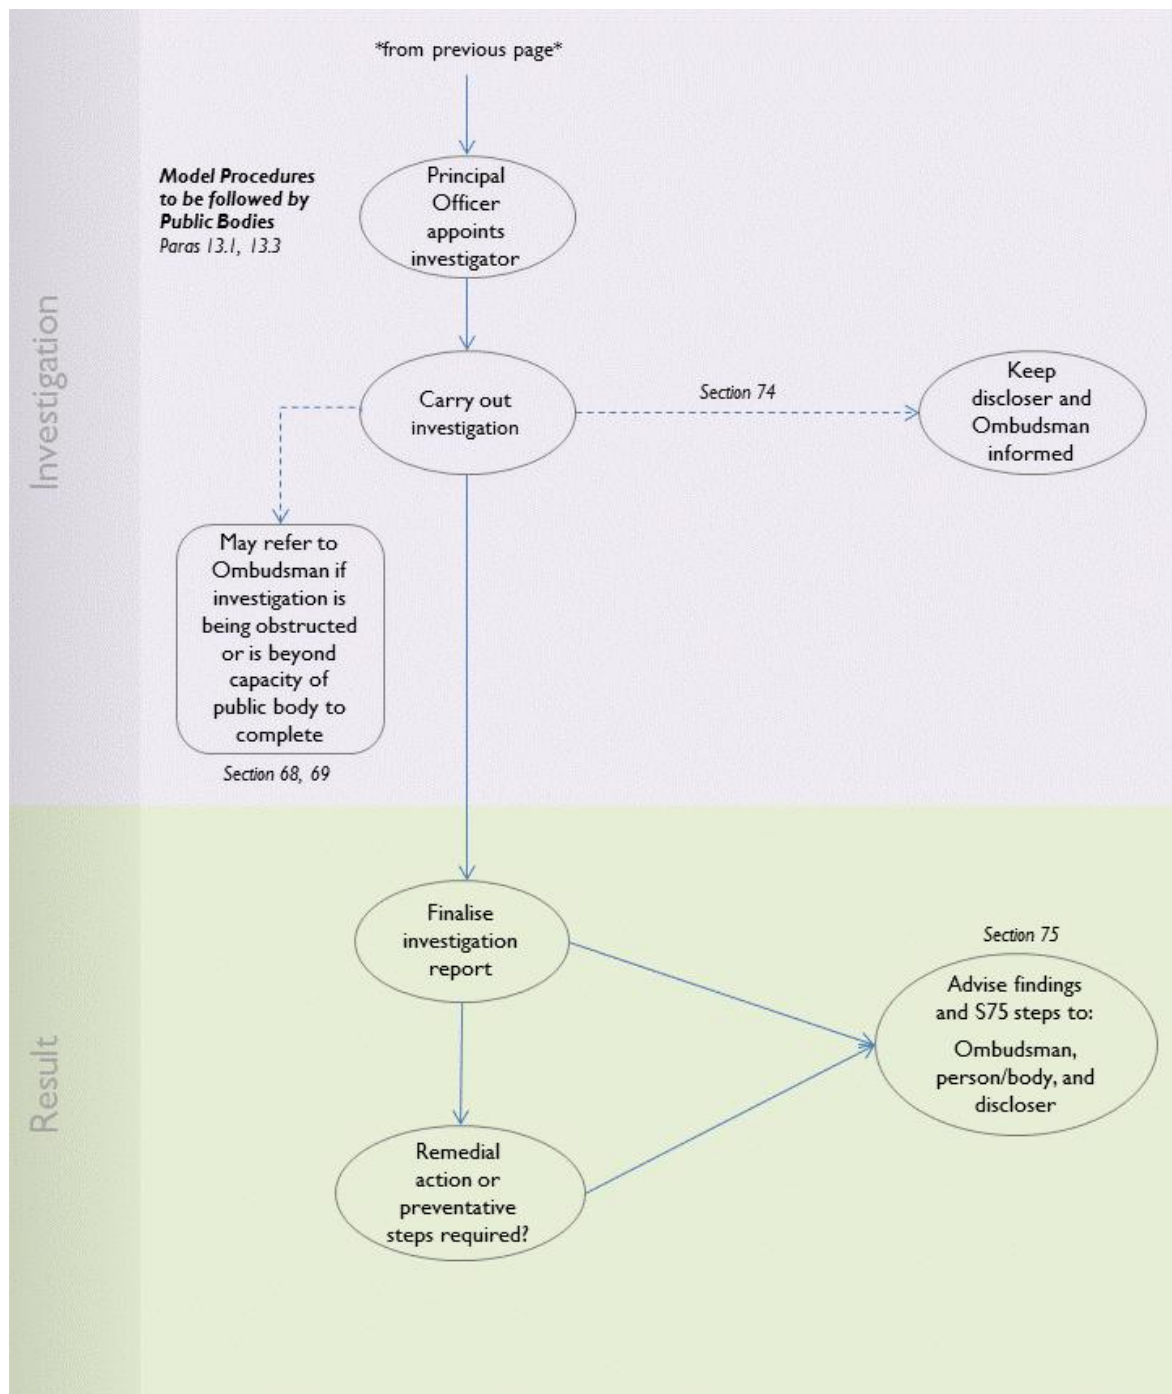 *from previous page*
Model Procedures
to be followed by
Public Bodies
Paras 13.1, 13.3
Principal
Officer
appoints
investigator
Investigation
Carry out
investigation
Section 74
Keep
discloser and
Ombudsman
informed
May refer to
Ombudsman if
investigation is
being obstructed
or is beyond
capacity of
public body to
complete
Section 68, 69
Result
Finalise
investigation
report
Section 75
Advise findings
and S75 steps to:
Ombudsman,
person/body, and
discloser
Remedial
action or
preventative
steps required?